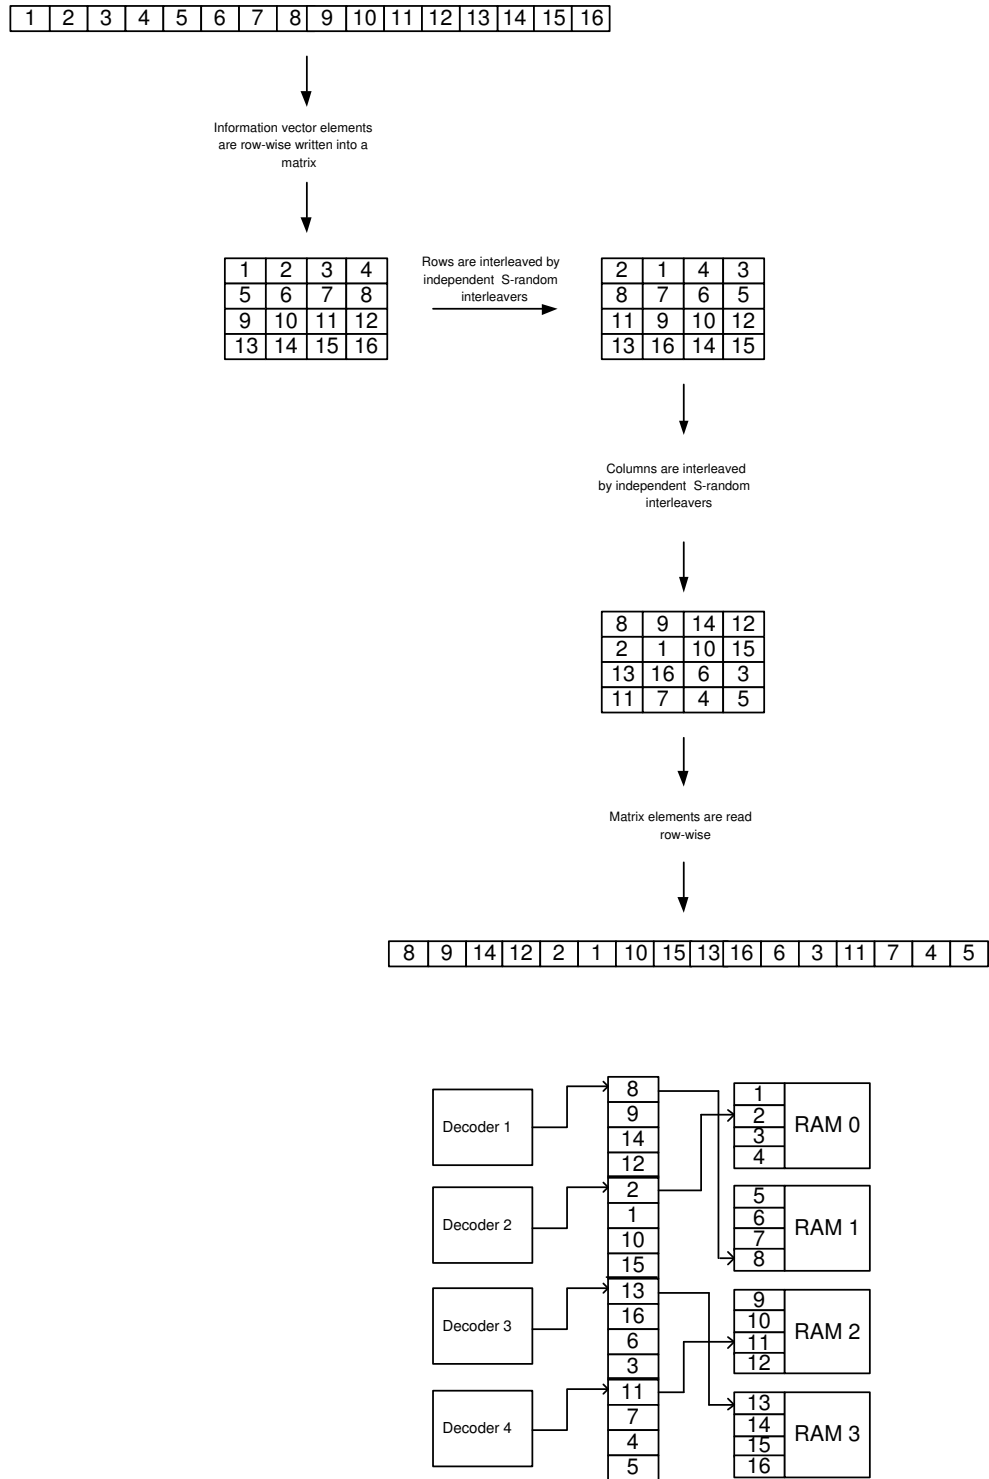 1 2 3 4 5 6 7 8 9 10 11 12 13 14 15 16
Information vector elements
are row-wise written into a
matrix
1 2 3 4
5 6 7 8
9 10 11 12
13 14 15 16
Rows are interleaved by
independent S-random
interleavers
2 1 4 3
8 7 6 5
11 9 10 12
13 16 14 15
Columns are interleaved
by independent S-random
interleavers
8 9 14 12
2 1 10 15
13 16 6 3
11 7 4 5
Matrix elements are read
row-wise
8 9 14 12 2 1 10 15 13 16 6 3 11 7 4 5
Decoder 1
Decoder 2
Decoder 3
Decoder 4
8
9
14
12
2
1
10
15
13
16
6
3
11
7
4
5
1
2
3
4
RAM 0
5
6
7
8
RAM 1
9
10
11
12
RAM 2
13
14
15
16
RAM 3